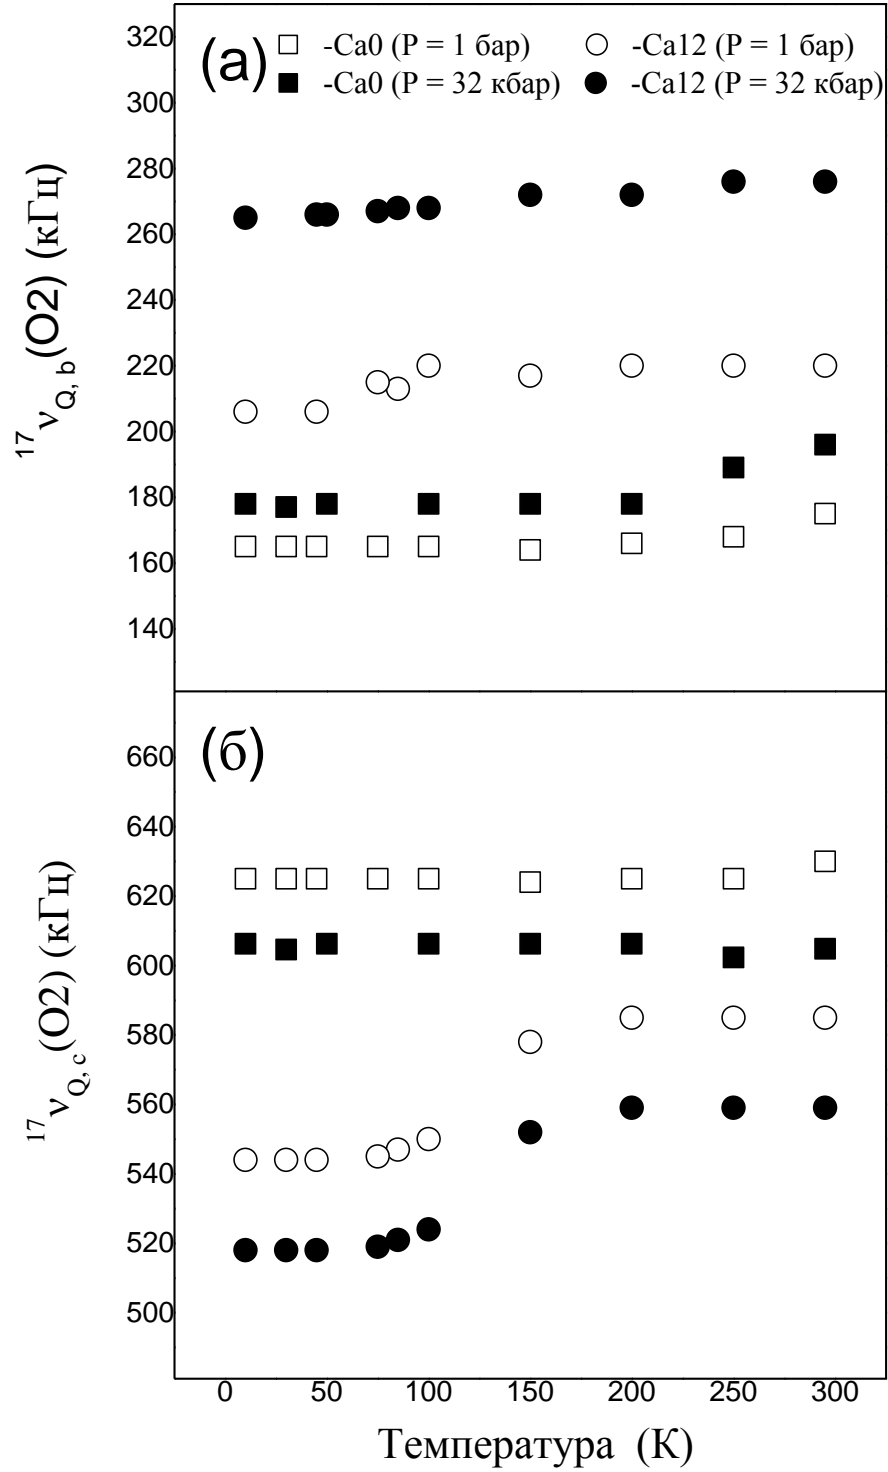 (а)
-Ca0 (P = 1 бар) -Ca12 (P = 1 бар)
-Ca0 (P = 32 кбар) -Ca12 (P = 32 кбар)
320
300
280
260
240
220
200
180
160
140
17ν Q, b (O2) (кГц)
(б)
660
640
620
600
580
560
540
520
500
17ν Q, c (O2) (кГц)
0 50 100 150 200 250 300
Температура (К)